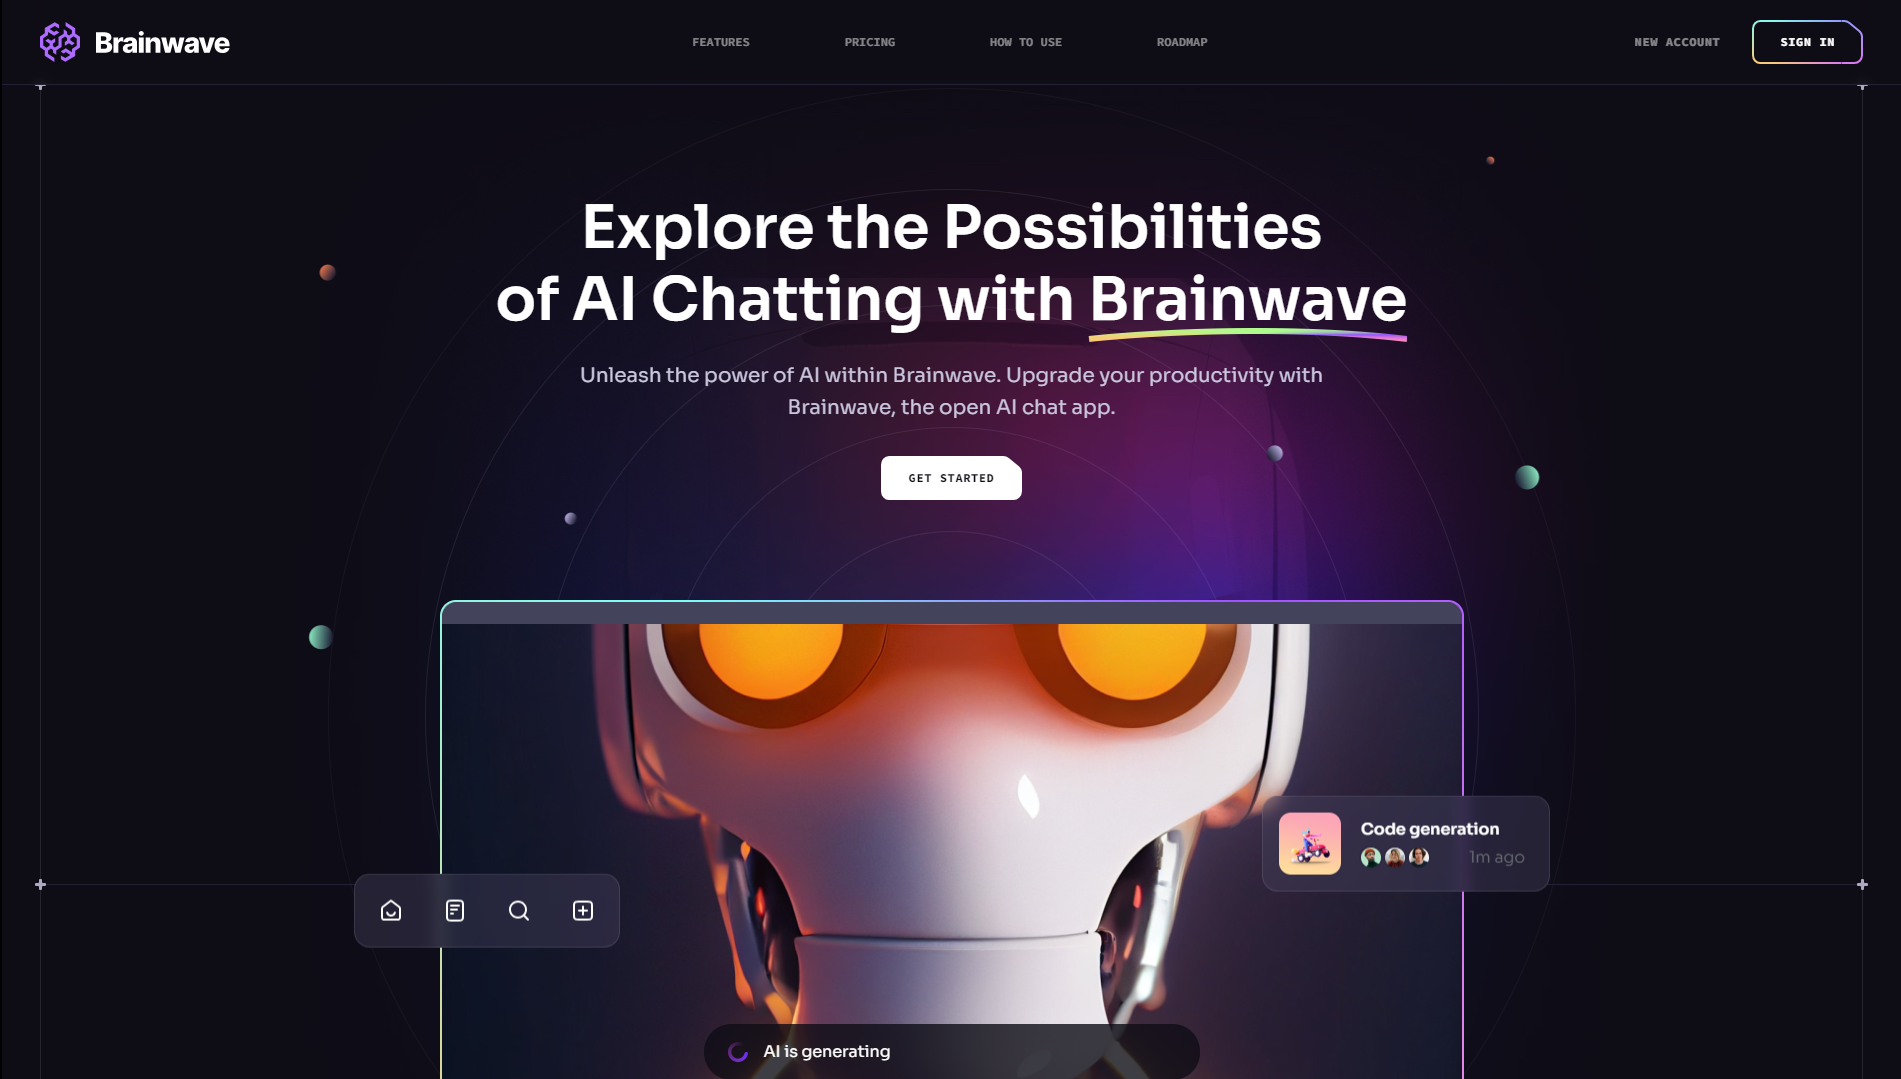 Brainwave
FEATURES
PRICING
HOW TO USE
ROADMAP
NEW ACCOUNT
SIGN IN
Explore the Possibilities
of AI Chatting with Brainwave
Unleash the power of AI within Brainwave. Upgrade your productivity with
Brainwave, the open AI chat app.
GET STARTED
Code generation
1m ago
AI is generating